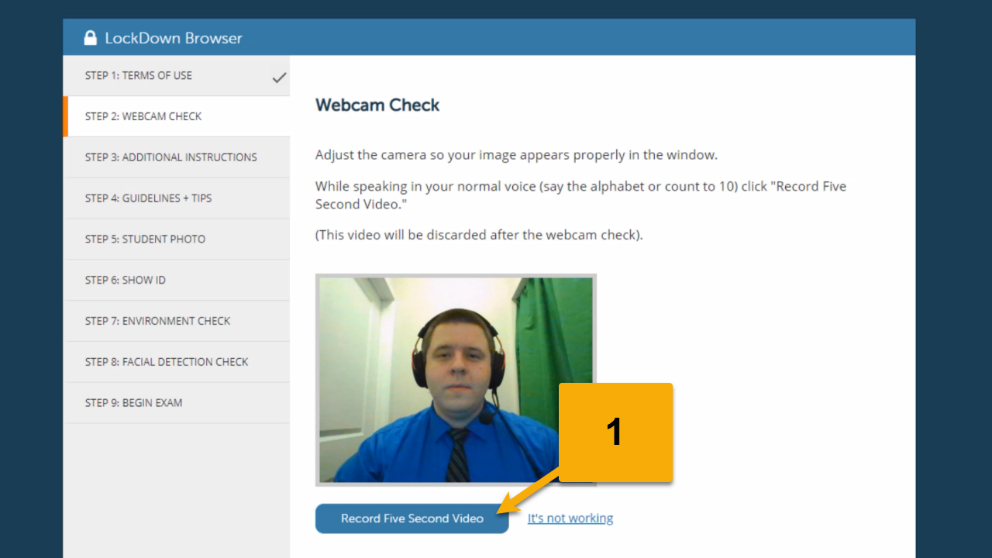 LockDown Browser
STEP 1: TERMS OF USE
STEP 2: WEBCAM CHECK
STEP 3: ADDITIONAL INSTRUCTIONS
STEP 4: GUIDELINES + TIPS
STEP 5: STUDENT PHOTO
STEP 6: SHOW ID
STEP 7: ENVIRONMENT CHECK
STEP 8: FACIAL DETECTION CHECK
STEP 9: BEGIN EXAM
Webcam Check
Adjust the camera so your image appears properly in the window.
While speaking in your normal voice (say the alphabet or count to 10) click "Record Five
Second Video."
(This video will be discarded after the webcam check).
1
Record Five Second Video
It's not working